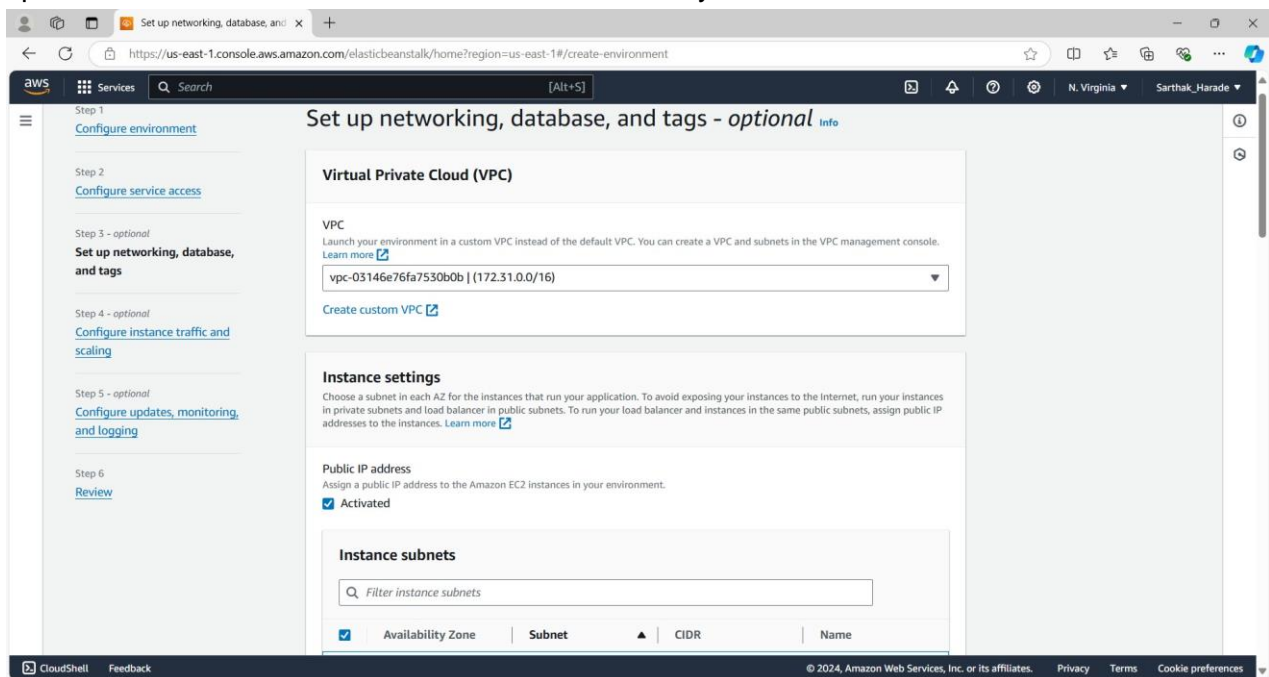 Set up networking, database, and
https://us-east-1.console.aws.amazon.com/elasticbeanstalk/home?region=us-east-1#/create-environment
aws
Services
Search
[Alt+S]
N. Virginia
Sarthak_Harade
Step 1
Configure environment
Step 2
Configure service access
Step 3 - optional
Set up networking, database,
and tags
Step 4 - optional
Configure instance traffic and
scaling
Step 5 - optional
Configure updates, monitoring,
and logging
Step 6
Review
Set up networking, database, and tags - optional Info
Virtual Private Cloud (VPC)
VPC
Launch your environment in a custom VPC instead of the default VPC. You can create a VPC and subnets in the VPC management console.
Learn more
vpc-03146e76fa7530b0b | (172.31.0.0/16)
Create custom VPC
Instance settings
Choose a subnet in each AZ for the instances that run your application. To avoid exposing your instances to the Internet, run your instances
in private subnets and load balancer in public subnets. To run your load balancer and instances in the same public subnets, assign public IP
addresses to the instances. Learn more
Public IP address
Assign a public IP address to the Amazon EC2 instances in your environment.
Activated
Instance subnets
Filter instance subnets
Availability Zone Subnet CIDR Name
CloudShell Feedback © 2024, Amazon Web Services, Inc. or its affiliates. Privacy Terms Cookie preferences